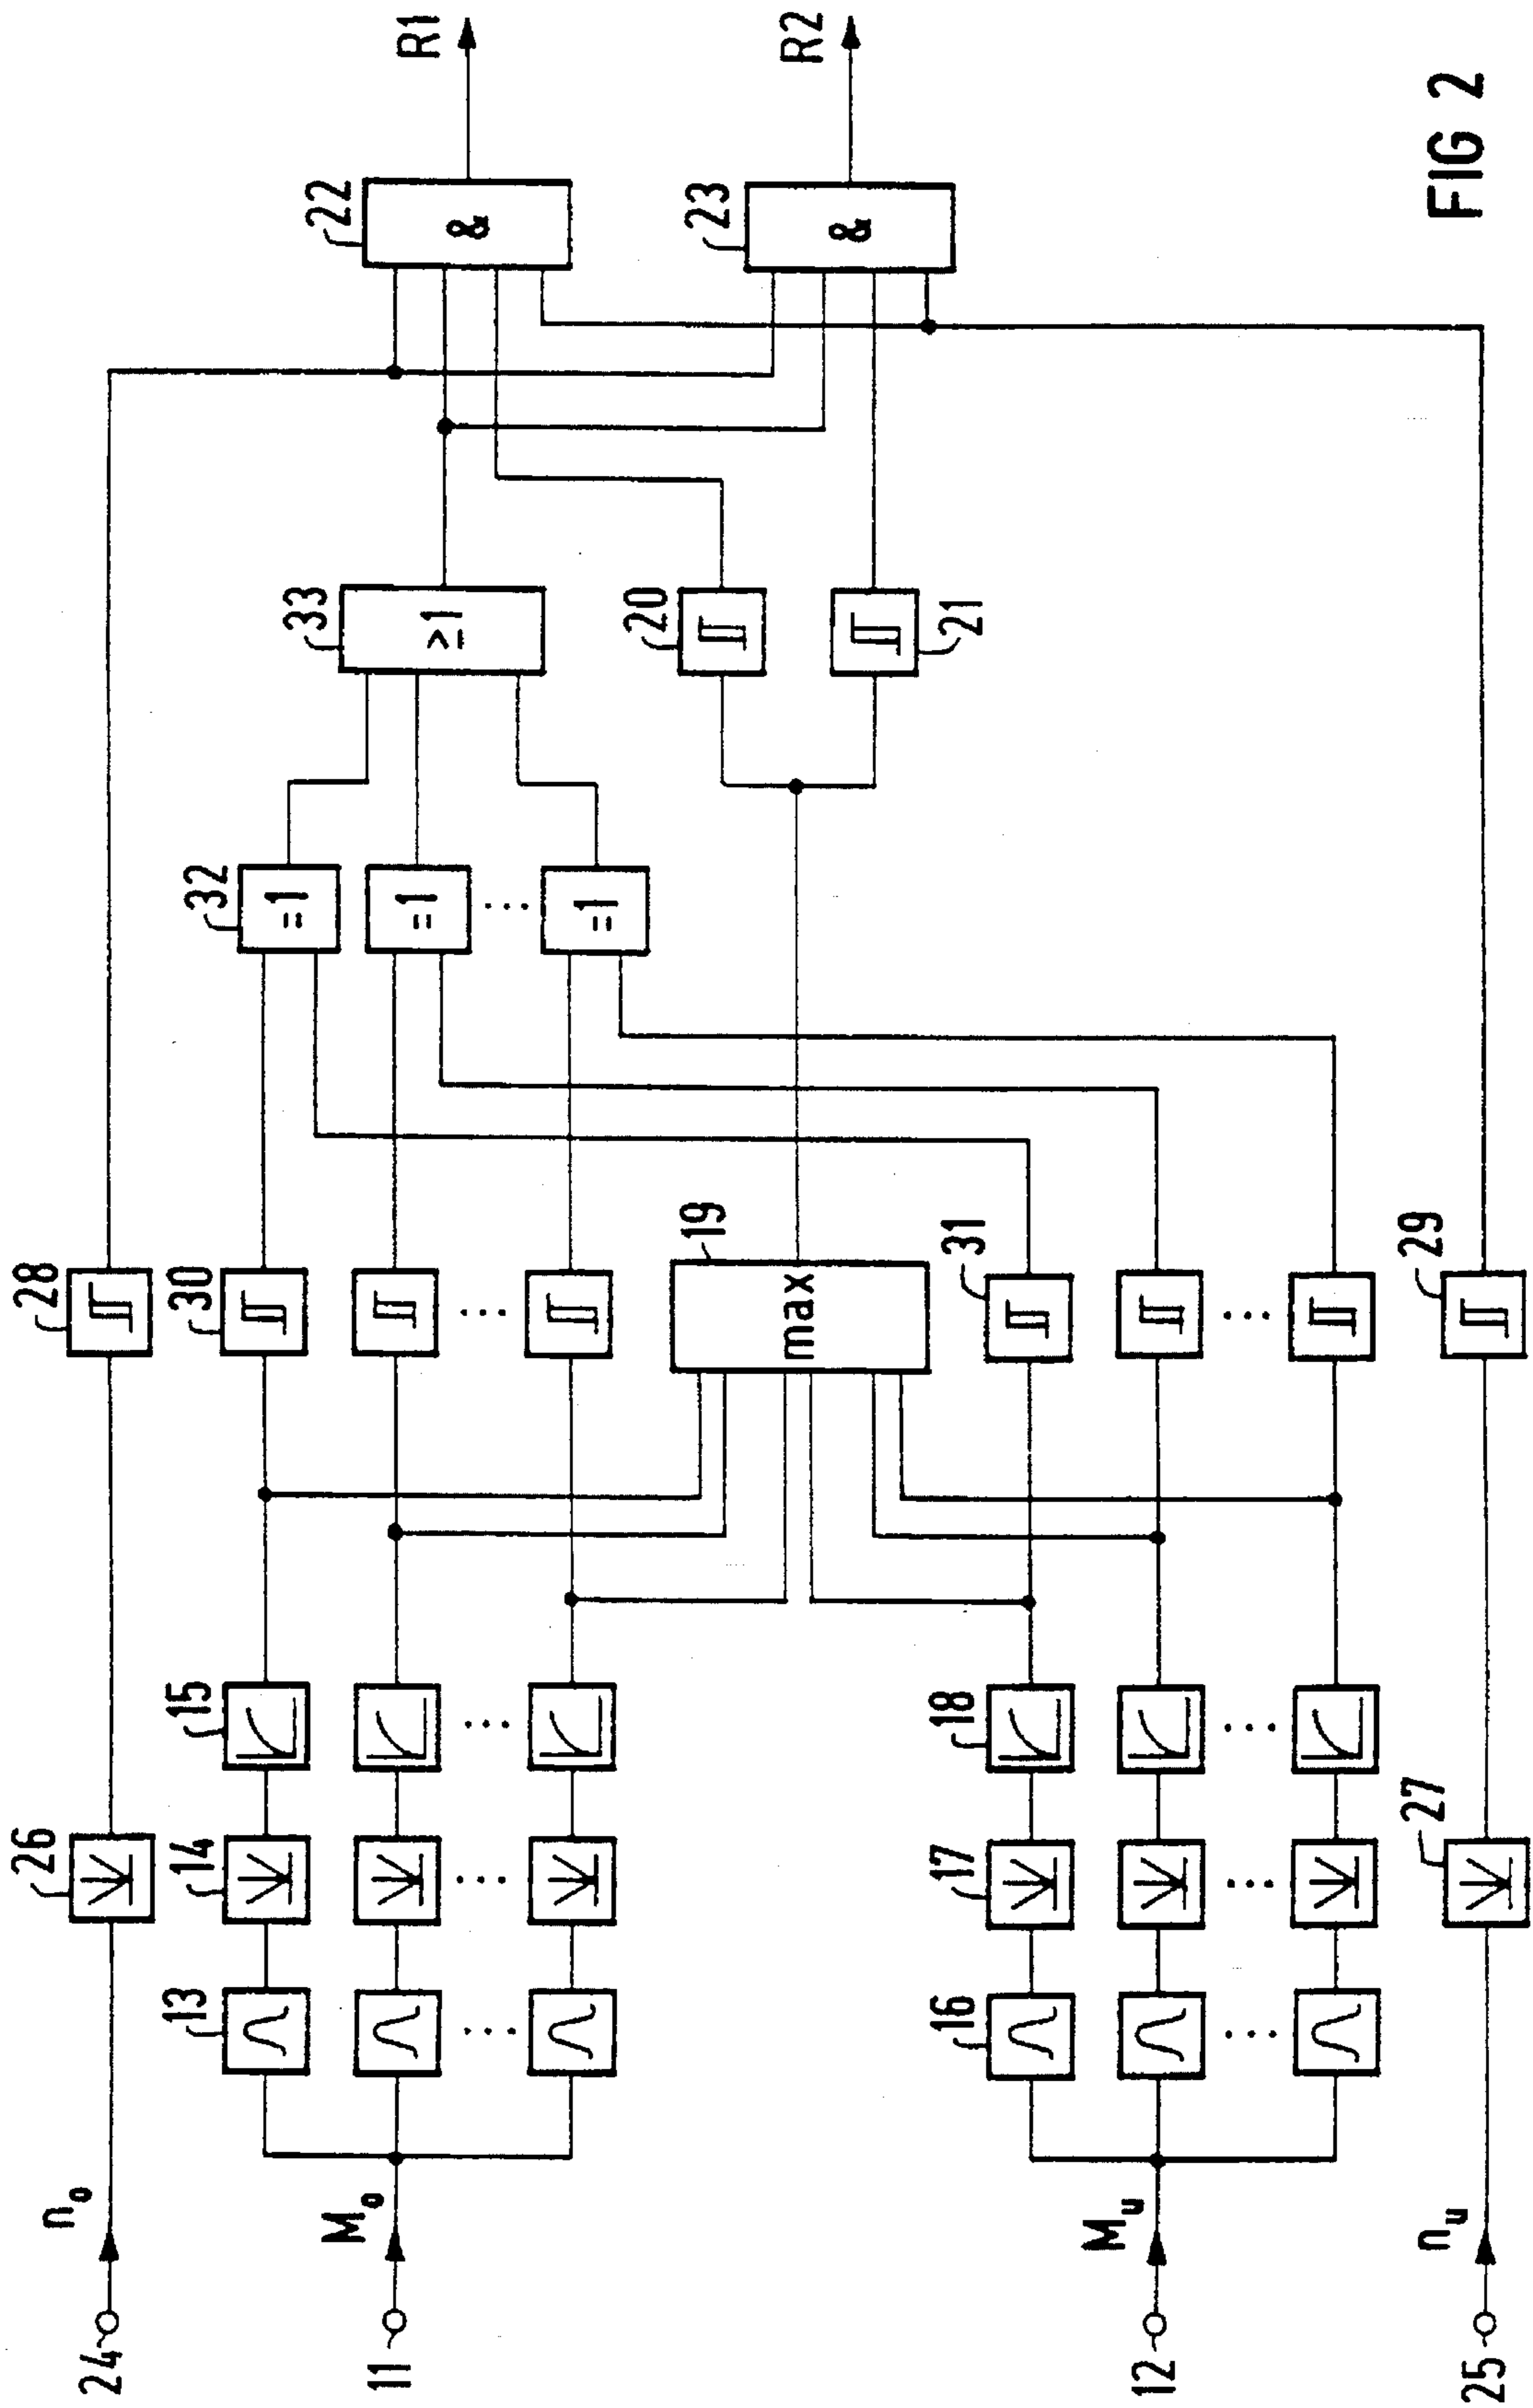 24 n₀ 26 28
11 M₀ 13 14 15 30 32 =1 33 ≥1 22 & R1
=1
... ... ... ... ... =1
19 max 20 21 23 & R2
12 Mᵤ 16 17 18 31
... ... ... ...
25 nᵤ 27 29
FIG 2